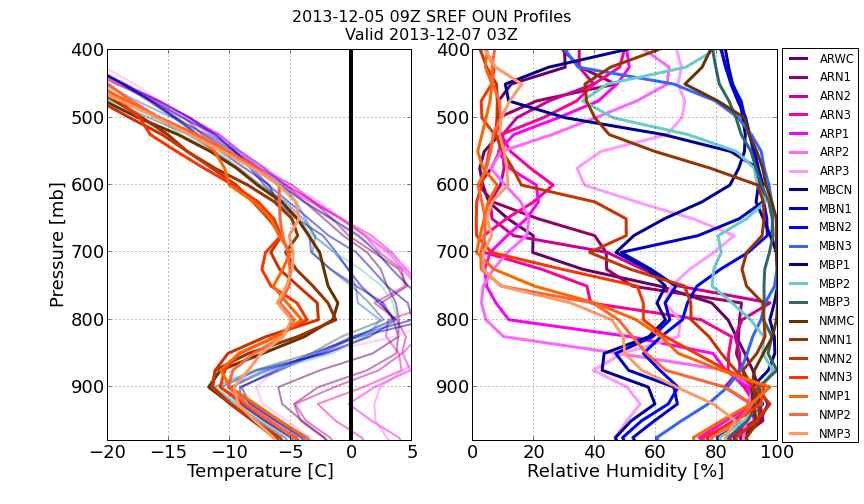 2013-12-05 09Z SREF OUN Profiles
Valid 2013-12-07 03Z
Pressure [mb]
400
500
600
700
800
900
−20 −15 −10 −5 0 5
Temperature [C]
400
500
600
700
800
900
0 20 40 60 80 100
Relative Humidity [%]
ARWC
ARN1
ARN2
ARN3
ARP1
ARP2
ARP3
MBCN
MBN1
MBN2
MBN3
MBP1
MBP2
MBP3
NMMC
NMN1
NMN2
NMN3
NMP1
NMP2
NMP3